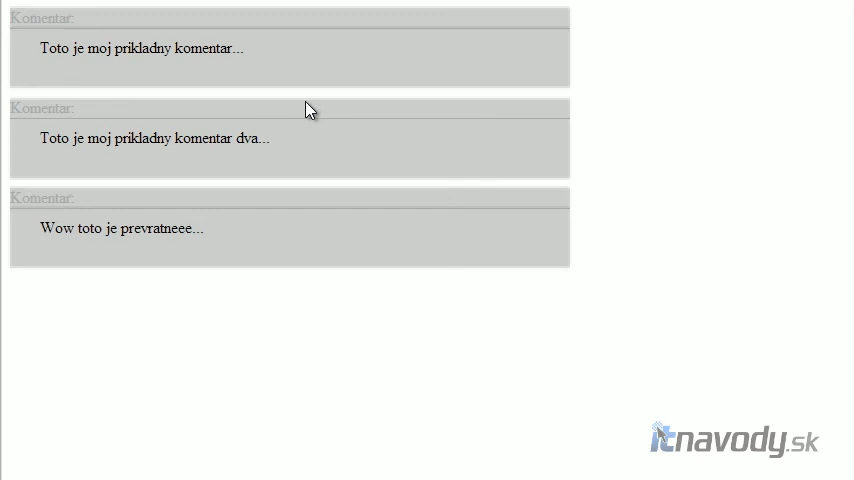 Komentar:
Toto je moj prikladny komentar...
Komentar:
Toto je moj prikladny komentar dva...
Komentar:
Wow toto je prevratneee...
itnavody.sk